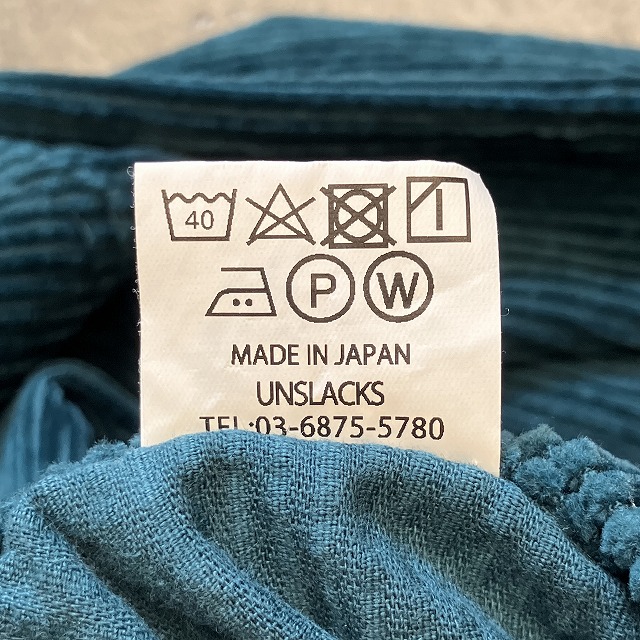 40
P W
MADE IN JAPAN
UNSLACKS
TEL:03-6875-5780